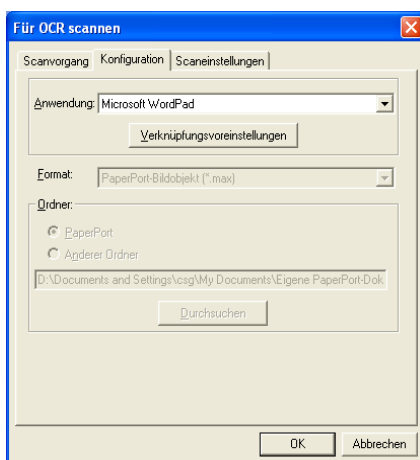 Für OCR scannen
Scanvorgang Konfiguration Scaneinstellungen
Anwendung: Microsoft WordPad
Verknüpfungsvoreinstellungen
Format: PaperPort-Bildobjekt (*.max)
Ordner:
PaperPort
Anderer Ordner
D:\Documents and Settings\csg\My Documents\Eigene PaperPort-Dok
Durchsuchen
OK Abbrechen